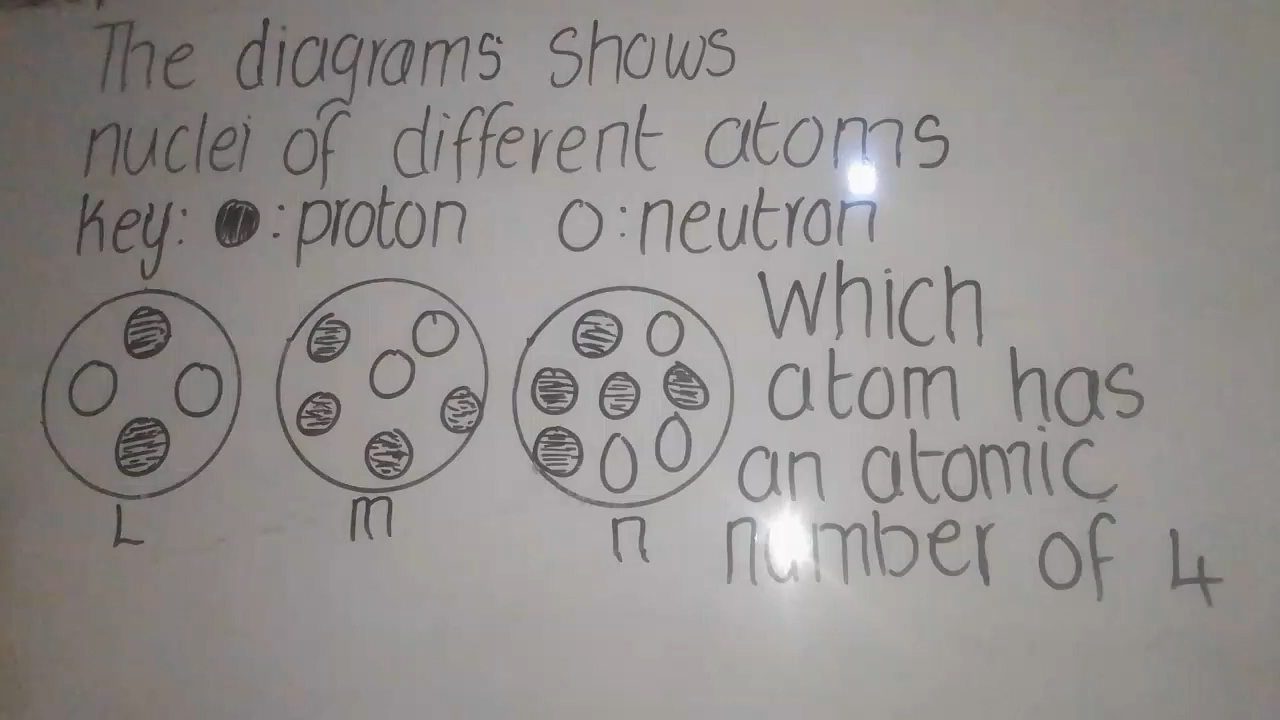 The diagrams shows
nuclei of different atoms
Key: : proton O : neutron
Which
atom has
an atomic
number of 4
L
m
n